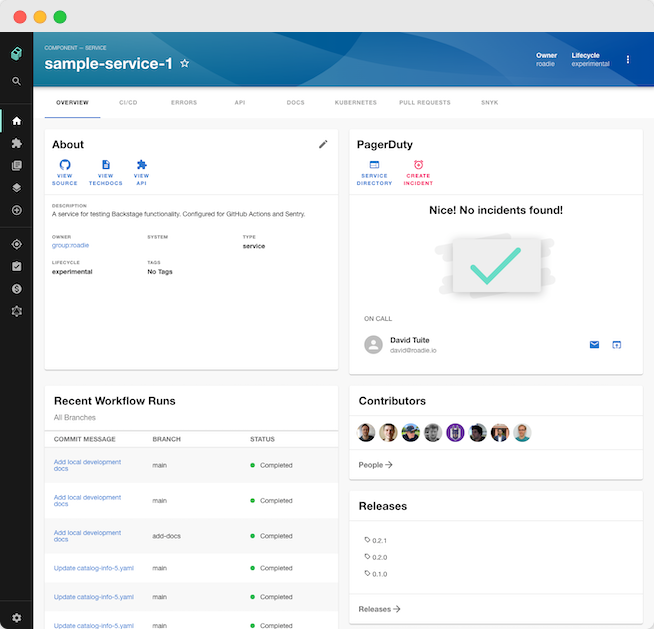 COMPONENT — SERVICE
sample-service-1
Owner
roadie
Lifecycle
experimental
OVERVIEW
CI/CD
ERRORS
API
DOCS
KUBERNETES
PULL REQUESTS
SNYK
About
VIEW SOURCE
VIEW TECHDOCS
VIEW API
DESCRIPTION
A service for testing Backstage functionality. Configured for GitHub Actions and Sentry.
OWNER
group:roadie
SYSTEM
TYPE
service
LIFECYCLE
experimental
TAGS
No Tags
PagerDuty
SERVICE DIRECTORY
CREATE INCIDENT
Nice! No incidents found!
ON CALL
David Tuite
david@roadie.io
Recent Workflow Runs
All Branches
COMMIT MESSAGE BRANCH STATUS
Add local development docs main Completed
Add local development docs main Completed
Add local development docs add-docs Completed
Update catalog-info-5.yaml main Completed
Update catalog-info-5.yaml main Completed
Update catalog-info-5.yaml main Completed
Contributors
People
Releases
0.2.1
0.2.0
0.1.0
Releases